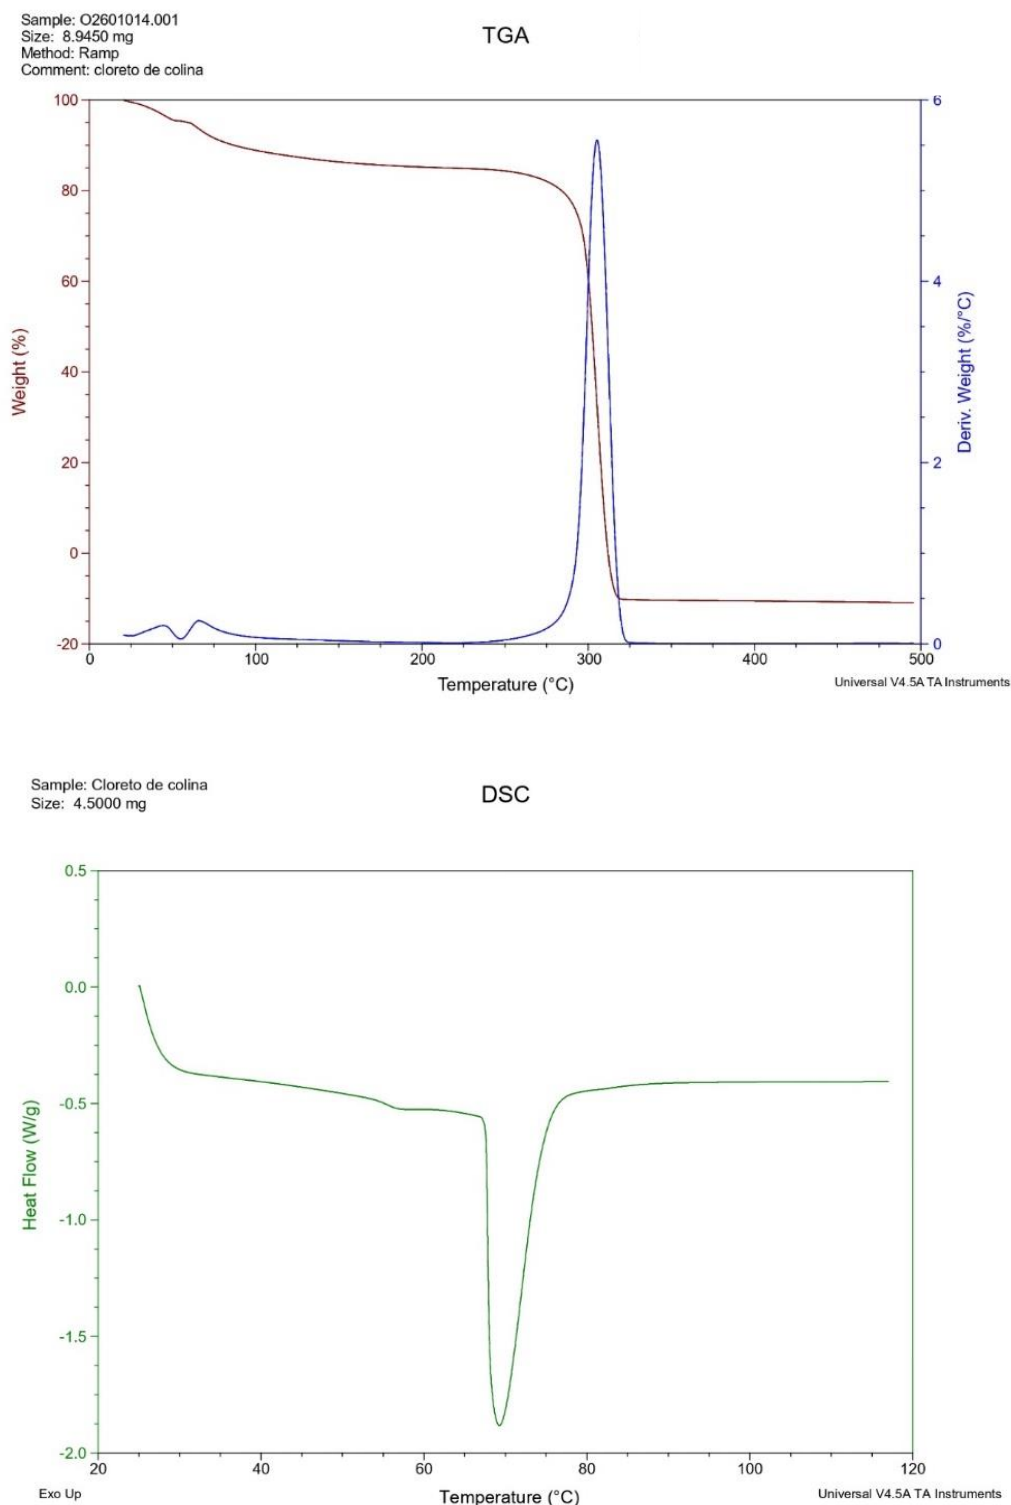 Sample: O2601014.001
Size: 8.9450 mg
Method: Ramp
Comment: cloreto de colina
TGA
100
80
60
40
20
0
-20
Weight (%)
6
4
2
0
Deriv. Weight (%/°C)
0
100
200
300
400
500
Temperature (°C)
Universal V4.5A TA Instruments
Sample: Cloreto de colina
Size: 4.5000 mg
DSC
0.5
0.0
-0.5
-1.0
-1.5
-2.0
Heat Flow (W/g)
20
40
60
80
100
120
Exo Up
Temperature (°C)
Universal V4.5A TA Instruments